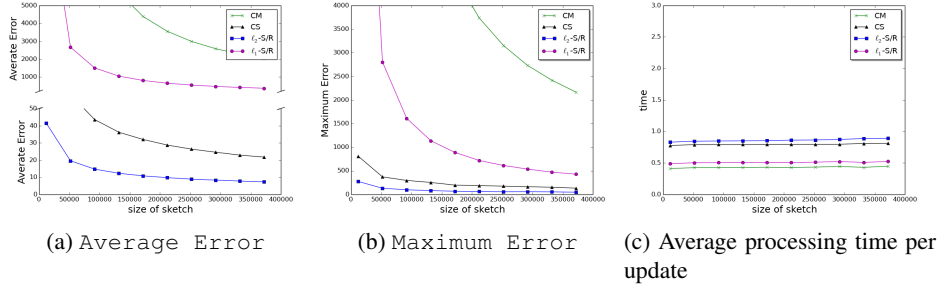 5000
4000
3000
2000
1000
Averate Error
CM
CS
ℓ₂-S/R
ℓ₁-S/R
50
40
30
20
10
0
Averate Error
0 50000 100000 150000 200000 250000 300000 350000 400000
size of sketch
(a) Average Error
4000
3500
3000
2500
2000
1500
1000
500
0
Maximum Error
CM
CS
ℓ₂-S/R
ℓ₁-S/R
0 50000 100000 150000 200000 250000 300000 350000 400000
size of sketch
(b) Maximum Error
3.0
2.5
2.0
1.5
1.0
0.5
0.0
time
CM
CS
ℓ₂-S/R
ℓ₁-S/R
0 50000 100000 150000 200000 250000 300000 350000 400000
size of sketch
(c) Average processing time per
update